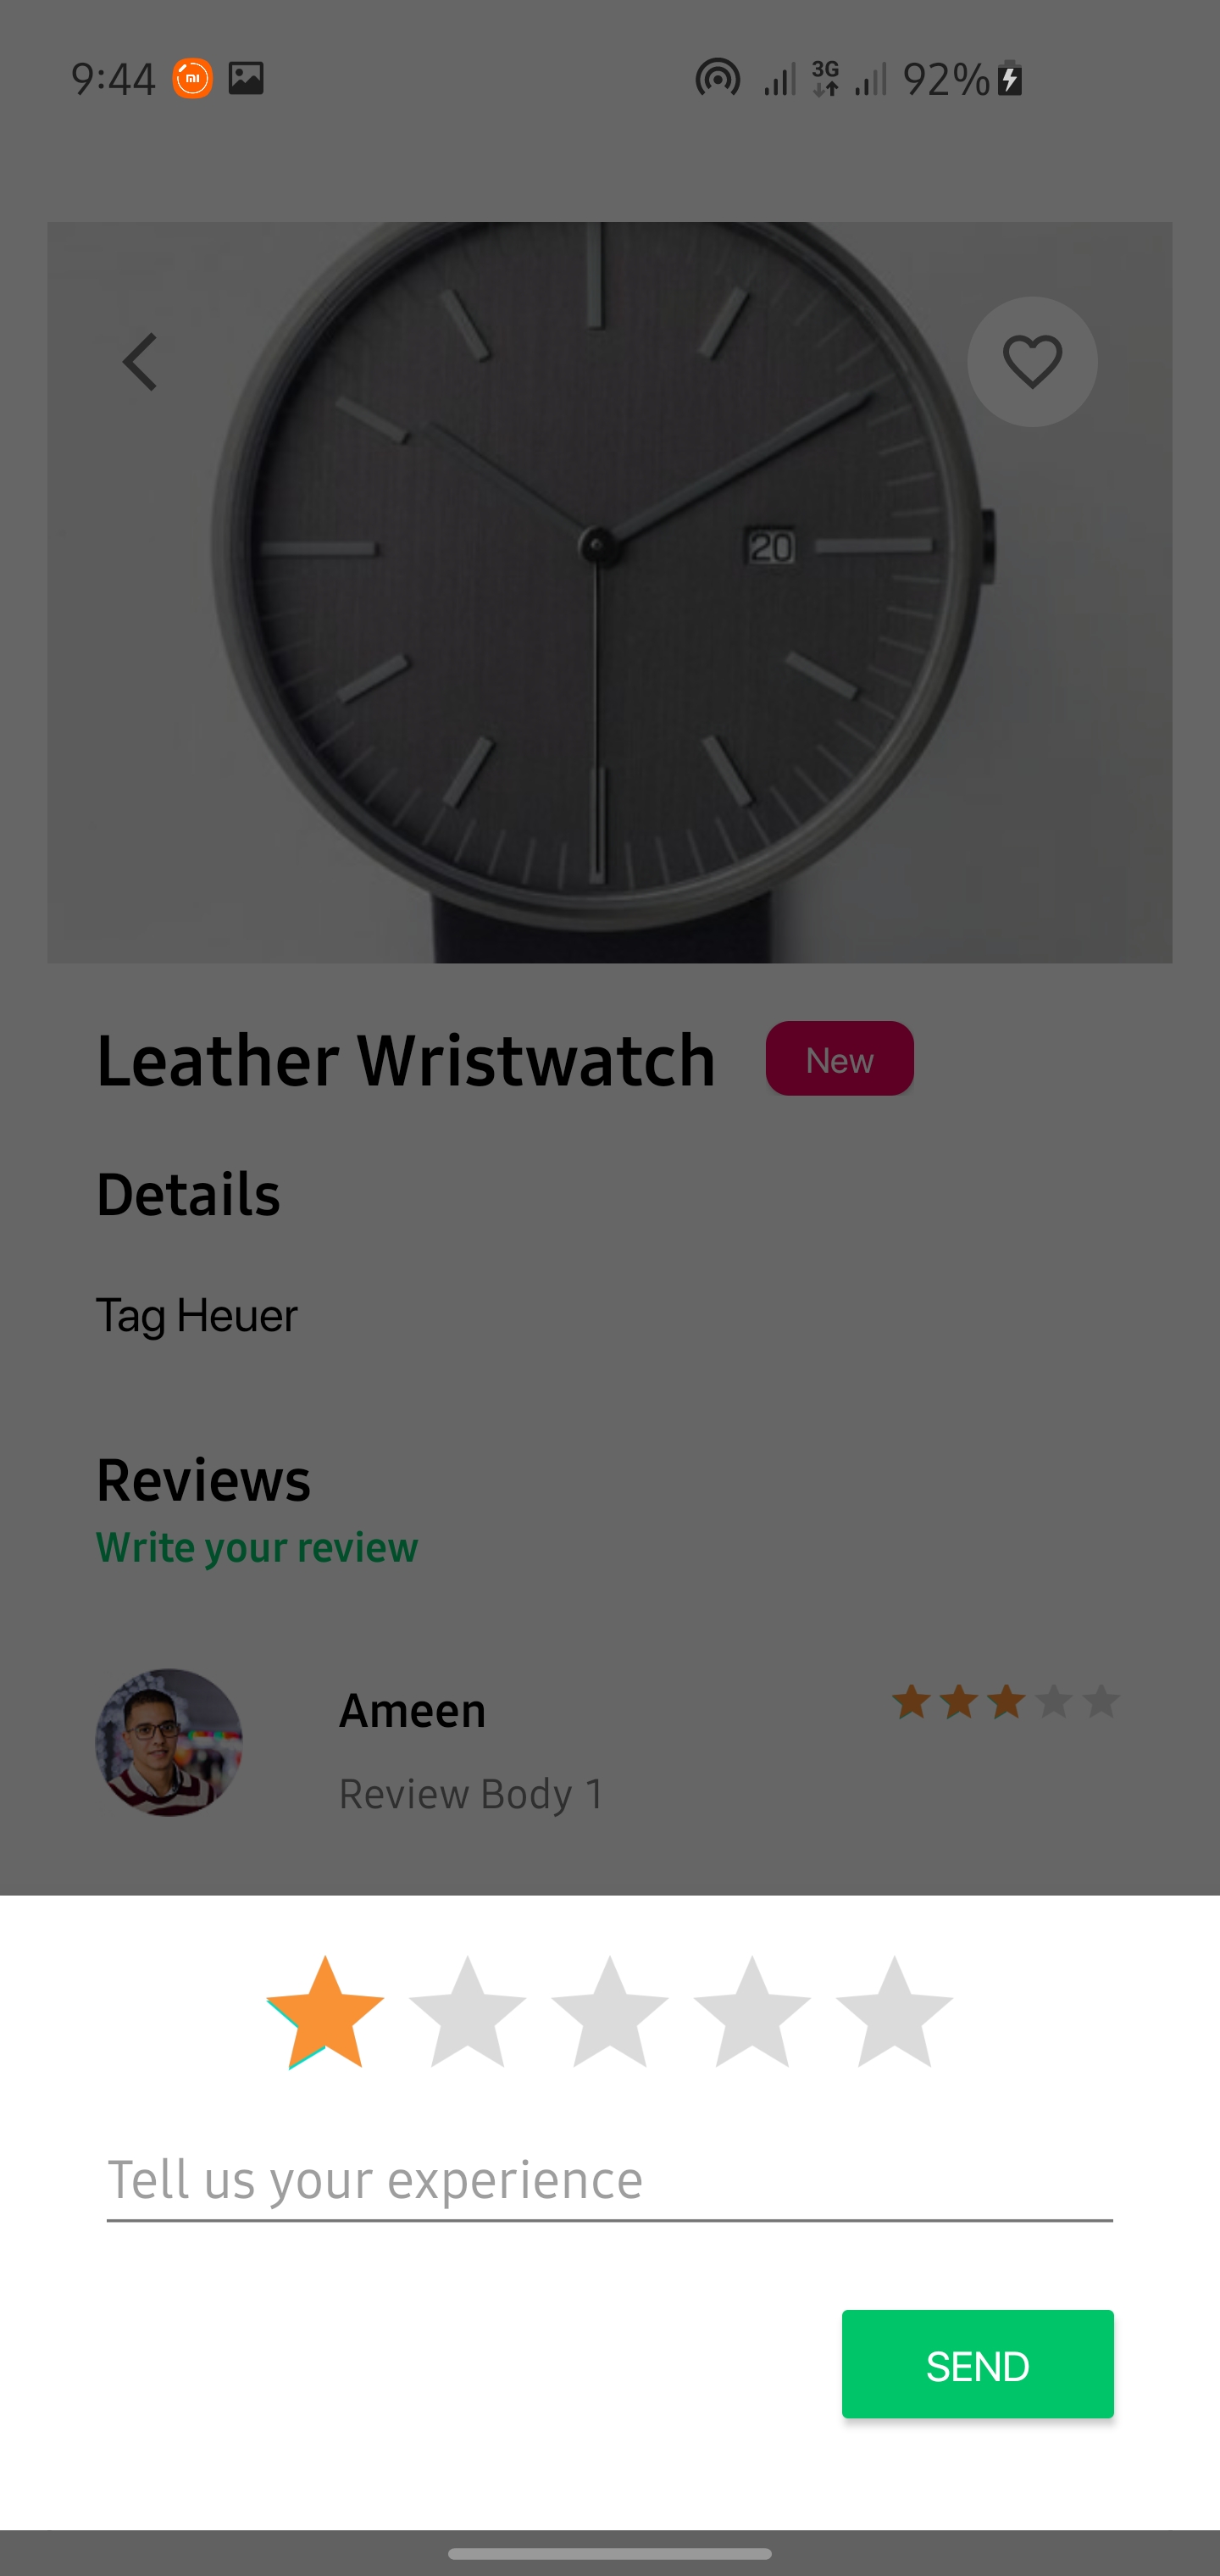 9:44 mi 3G 92%
20
Leather Wristwatch New
Details
Tag Heuer
Reviews
Write your review
Ameen
Review Body 1
Tell us your experience
SEND